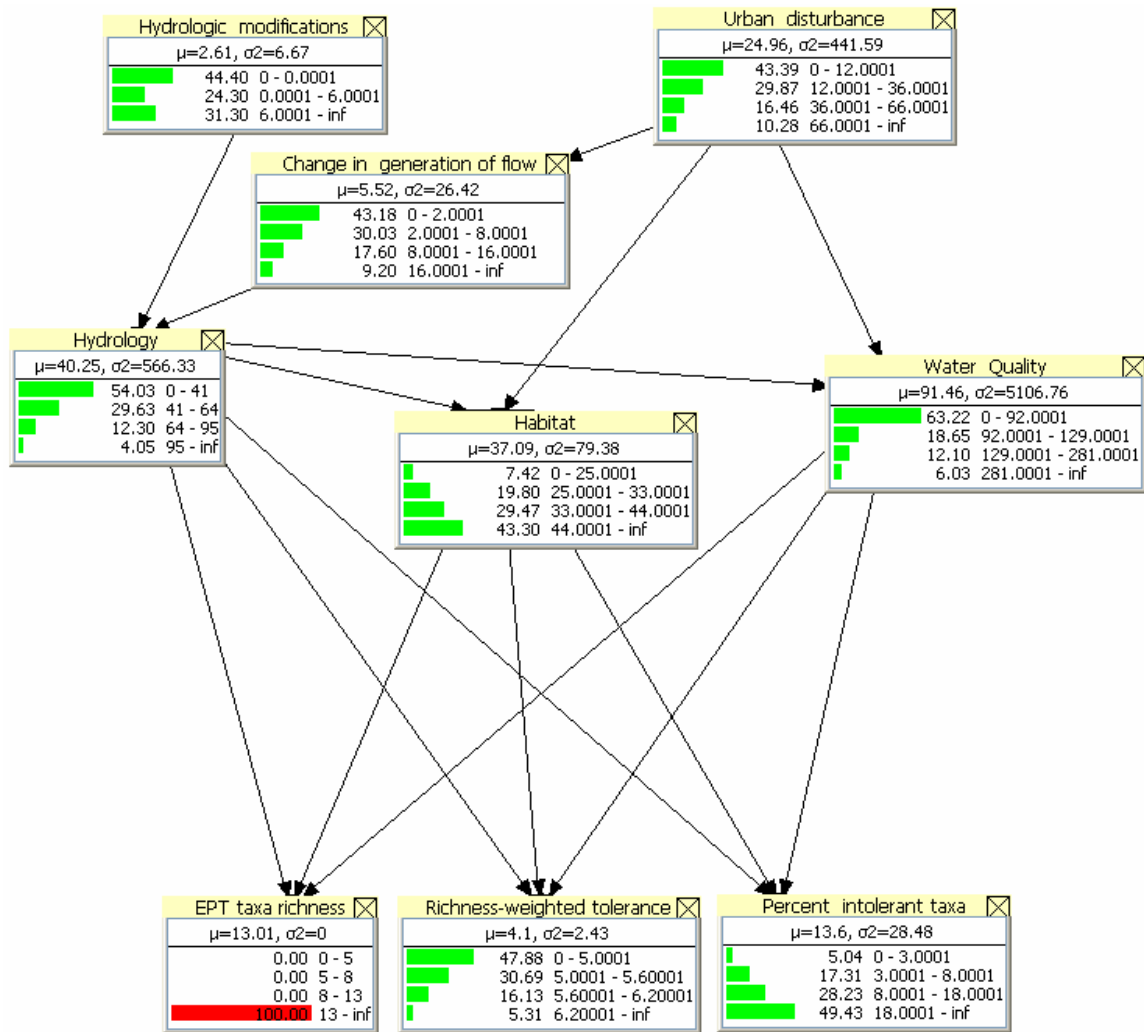 Hydrologic modifications
μ=2.61, σ2=6.67
44.40 0 - 0.0001
24.30 0.0001 - 6.0001
31.30 6.0001 - inf
Urban disturbance
μ=24.96, σ2=441.59
43.39 0 - 12.0001
29.87 12.0001 - 36.0001
16.46 36.0001 - 66.0001
10.28 66.0001 - inf
Change in generation of flow
μ=5.52, σ2=26.42
43.18 0 - 2.0001
30.03 2.0001 - 8.0001
17.60 8.0001 - 16.0001
9.20 16.0001 - inf
Hydrology
μ=40.25, σ2=566.33
54.03 0 - 41
29.63 41 - 64
12.30 64 - 95
4.05 95 - inf
Water Quality
μ=91.46, σ2=5106.76
63.22 0 - 92.0001
18.65 92.0001 - 129.0001
12.10 129.0001 - 281.0001
6.03 281.0001 - inf
Habitat
μ=37.09, σ2=79.38
7.42 0 - 25.0001
19.80 25.0001 - 33.0001
29.47 33.0001 - 44.0001
43.30 44.0001 - inf
EPT taxa richness
μ=13.01, σ2=0
0.00 0 - 5
0.00 5 - 8
0.00 8 - 13
100.00 13 - inf
Richness-weighted tolerance
μ=4.1, σ2=2.43
47.88 0 - 5.0001
30.69 5.0001 - 5.60001
16.13 5.60001 - 6.20001
5.31 6.20001 - inf
Percent intolerant taxa
μ=13.6, σ2=28.48
5.04 0 - 3.0001
17.31 3.0001 - 8.0001
28.23 8.0001 - 18.0001
49.43 18.0001 - inf